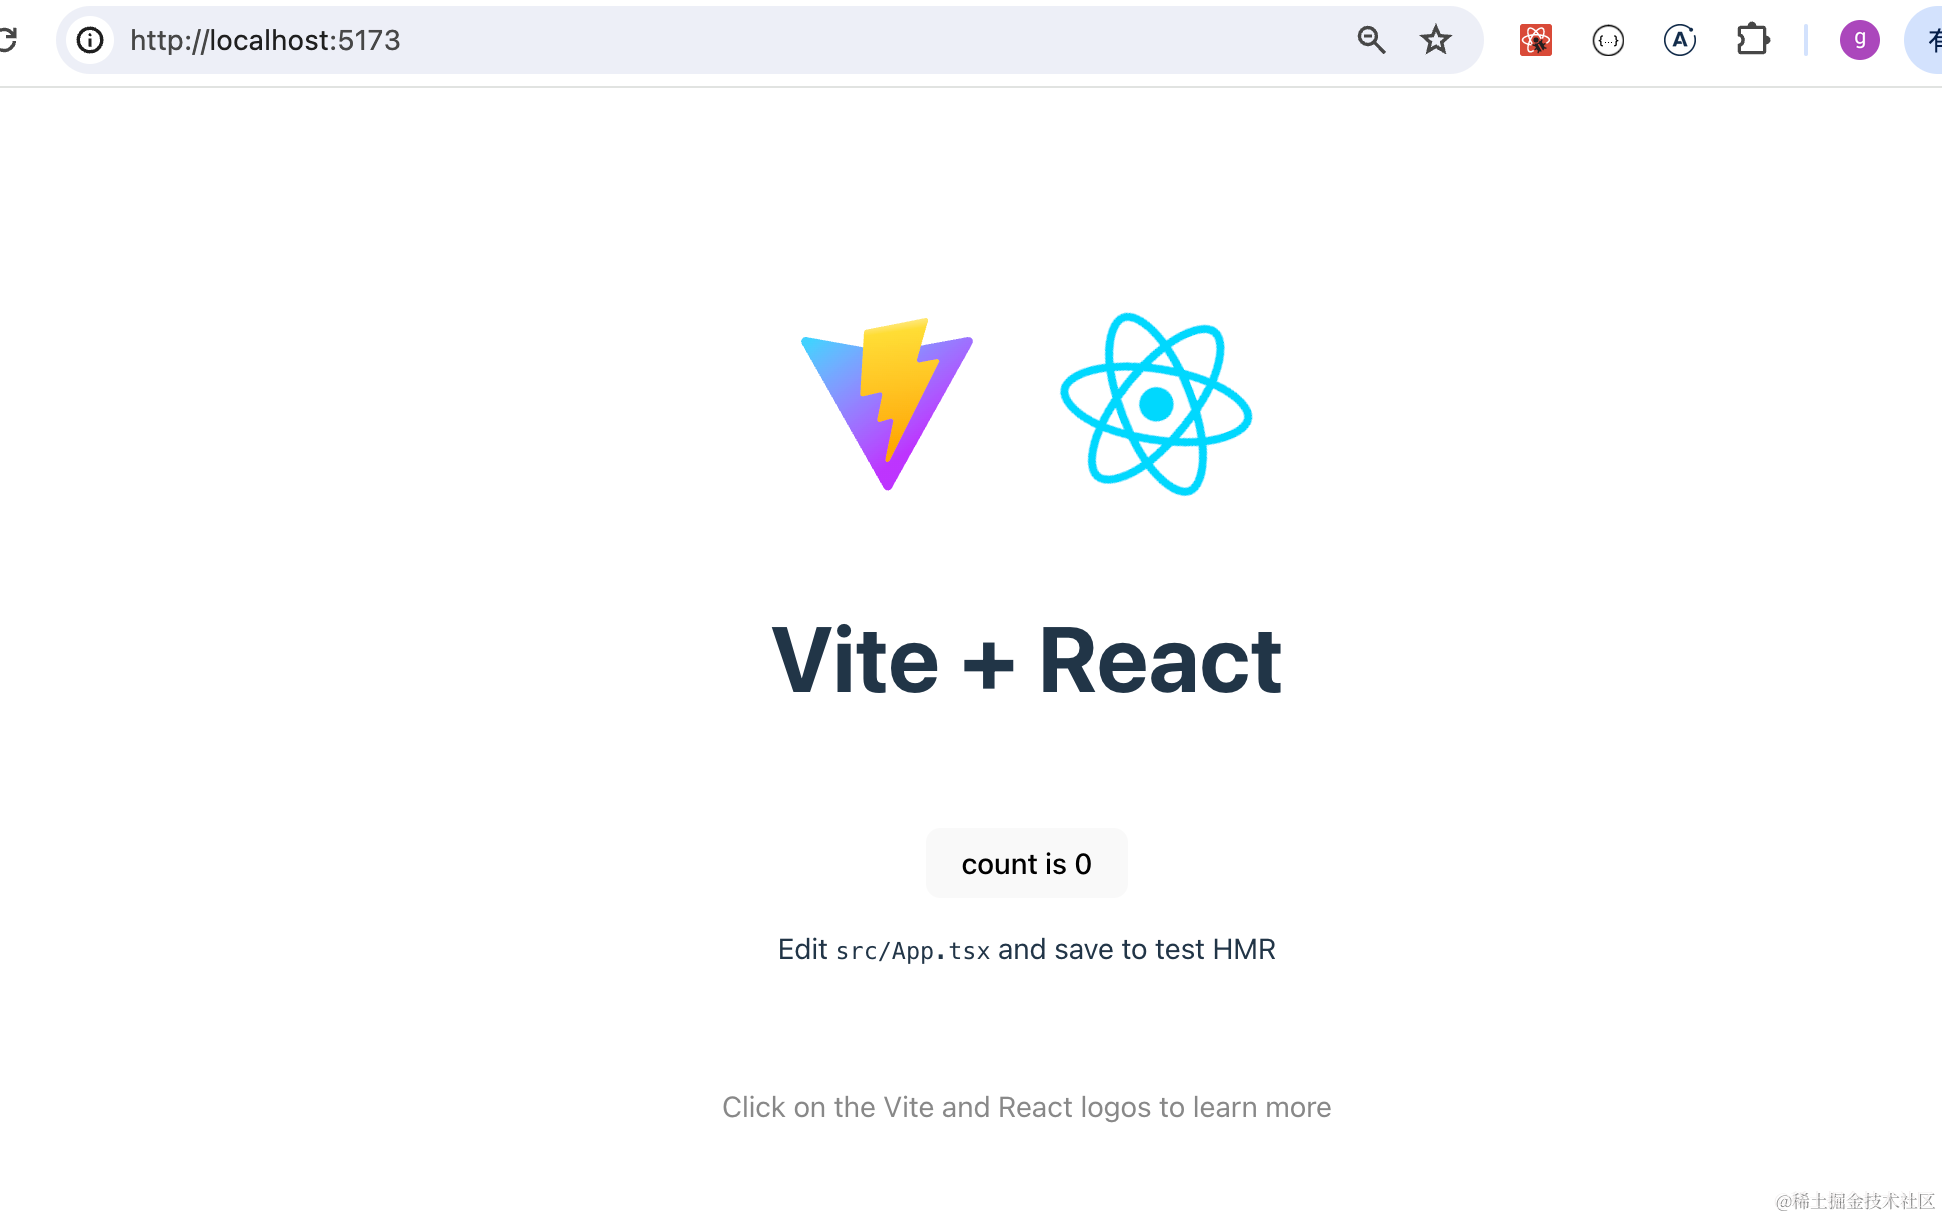 http://localhost:5173
{...}
A
g
有
Vite + React
count is 0
Edit src/App.tsx and save to test HMR
Click on the Vite and React logos to learn more
@稀土掘金技术社区